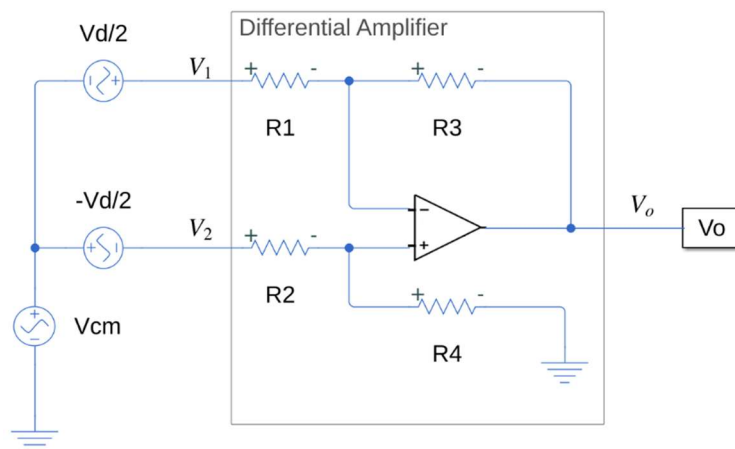 Differential Amplifier
Vd/2
V1
+ -
R1
+ -
R3
-Vd/2
V2
+ -
R2
−
+
Vo
Vo
+ -
R4
Vcm